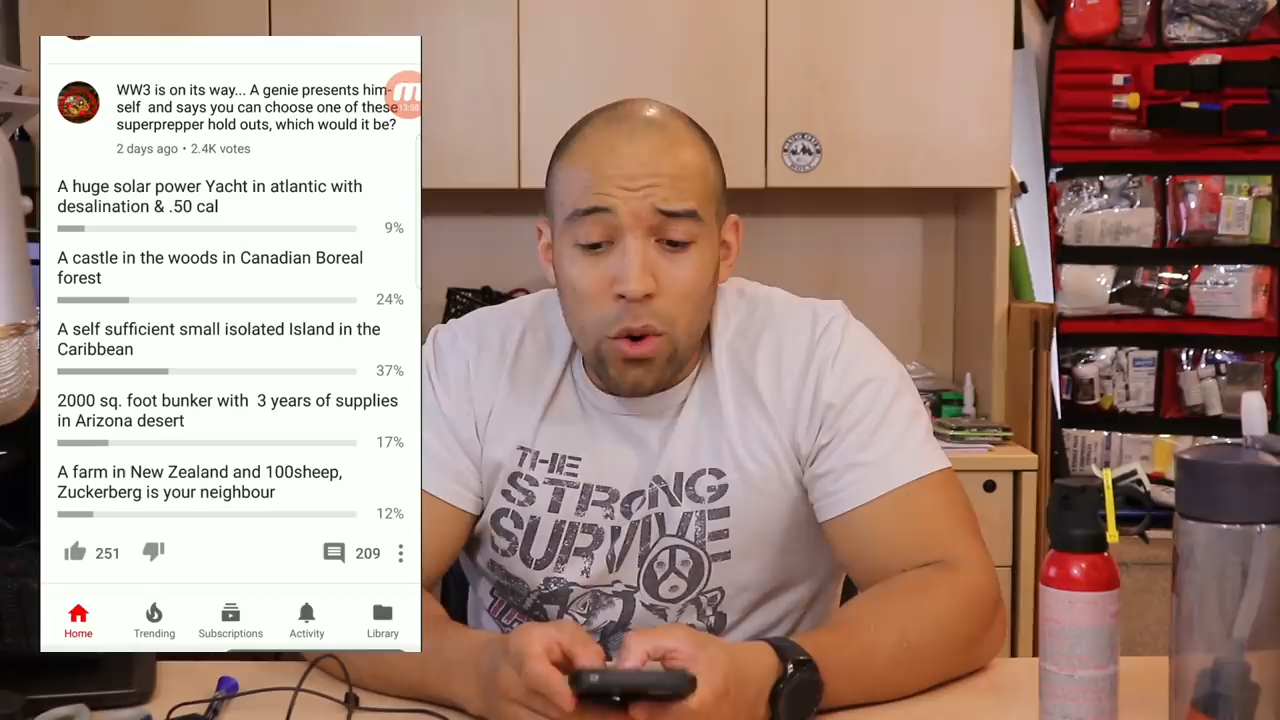 WW3 is on its way... A genie presents him-
self and says you can choose one of these
superprepper hold outs, which would it be?
13:58
2 days ago • 2.4K votes
A huge solar power Yacht in atlantic with
desalination & .50 cal
9%
A castle in the woods in Canadian Boreal
forest
24%
A self sufficient small isolated Island in the
Caribbean
37%
2000 sq. foot bunker with 3 years of supplies
in Arizona desert
17%
A farm in New Zealand and 100sheep,
Zuckerberg is your neighbour
12%
251
209
Home
Trending
Subscriptions
Activity
Library
THE
STRONG
SURVIVE